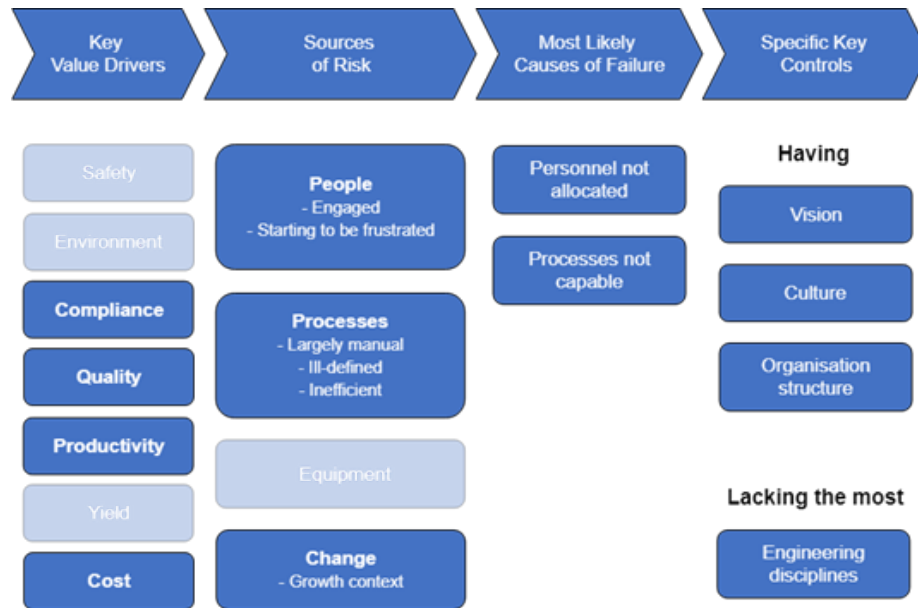 Key
Value Drivers
Sources
of Risk
Most Likely
Causes of Failure
Specific Key
Controls
Safety
Environment
Compliance
Quality
Productivity
Yield
Cost
People
- Engaged
- Starting to be frustrated
Processes
- Largely manual
- Ill-defined
- Inefficient
Equipment
Change
- Growth context
Personnel not
allocated
Processes not
capable
Having
Vision
Culture
Organisation
structure
Lacking the most
Engineering
disciplines